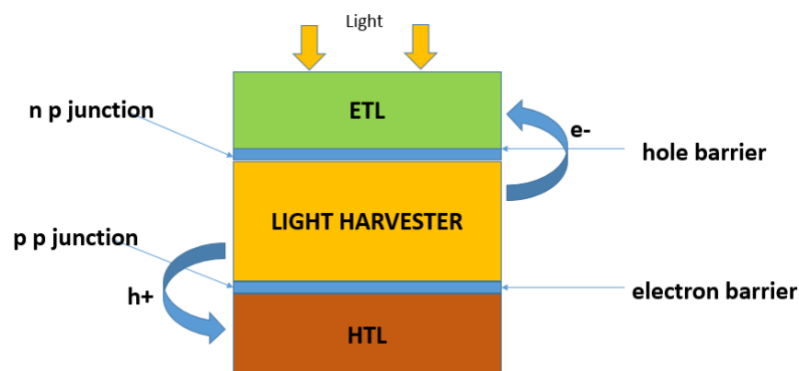 Light
n p junction
ETL
e-
hole barrier
LIGHT HARVESTER
p p junction
h+
electron barrier
HTL